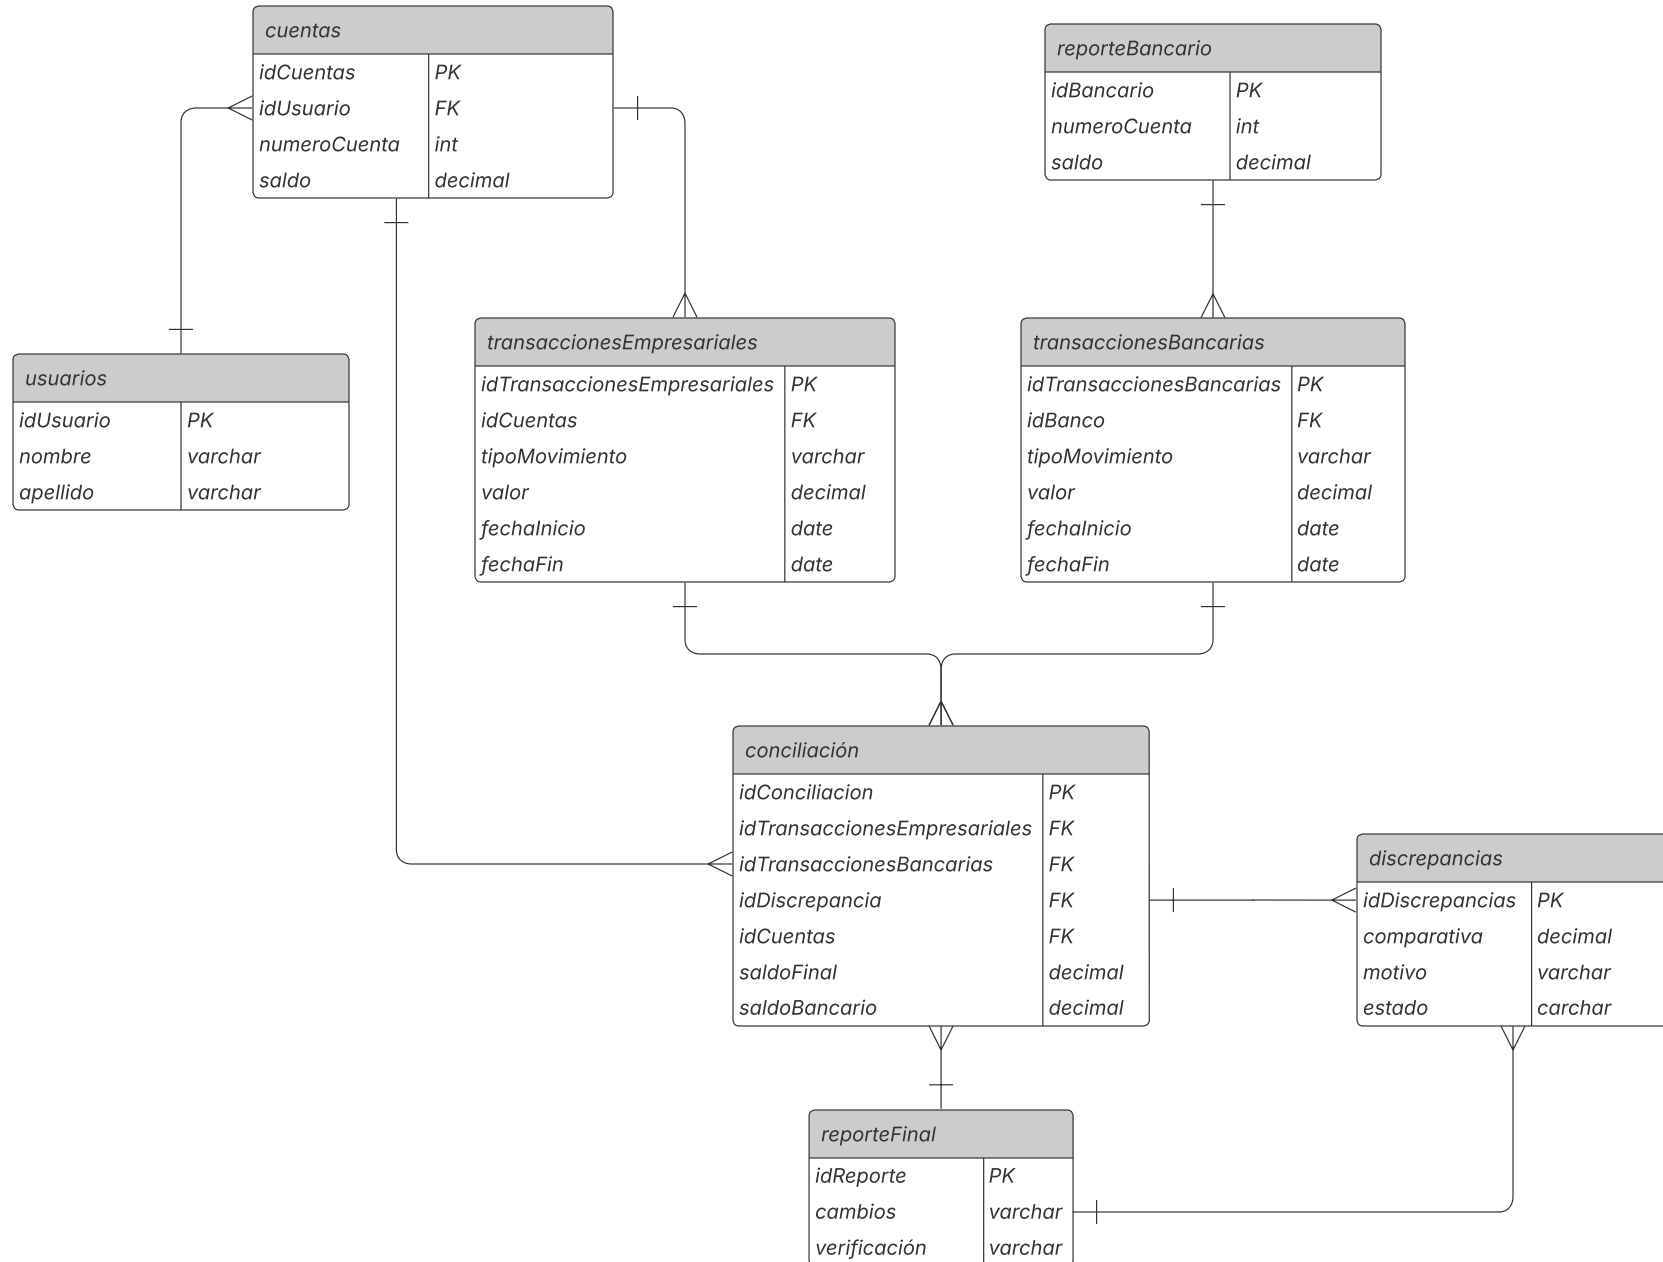 cuentas
idCuentas PK
idUsuario FK
numeroCuenta int
saldo decimal
reporteBancario
idBancario PK
numeroCuenta int
saldo decimal
usuarios
idUsuario PK
nombre varchar
apellido varchar
transaccionesEmpresariales
idTransaccionesEmpresariales PK
idCuentas FK
tipoMovimiento varchar
valor decimal
fechaInicio date
fechaFin date
transaccionesBancarias
idTransaccionesBancarias PK
idBanco FK
tipoMovimiento varchar
valor decimal
fechaInicio date
fechaFin date
conciliación
idConciliacion PK
idTransaccionesEmpresariales FK
idTransaccionesBancarias FK
idDiscrepancia FK
idCuentas FK
saldoFinal decimal
saldoBancario decimal
discrepancias
idDiscrepancias PK
comparativa decimal
motivo varchar
estado carchar
reporteFinal
idReporte PK
cambios varchar
verificación varchar